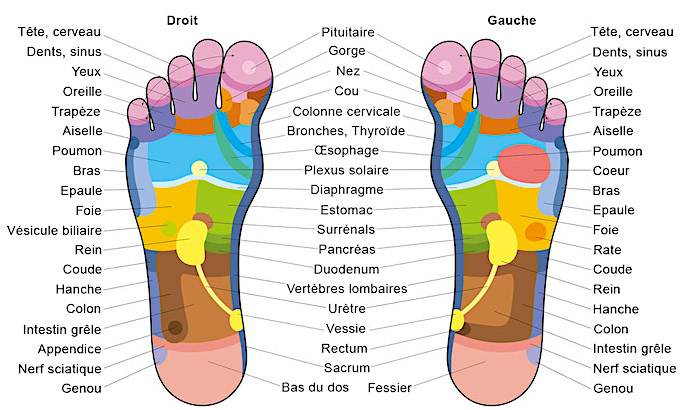 Droit
Gauche
Tête, cerveau
Dents, sinus
Yeux
Oreille
Trapèze
Aiselle
Poumon
Bras
Epaule
Foie
Vésicule biliaire
Rein
Coude
Hanche
Colon
Intestin grêle
Appendice
Nerf sciatique
Genou
Pituitaire
Gorge
Nez
Cou
Colonne cervicale
Bronches, Thyroïde
Œsophage
Plexus solaire
Diaphragme
Estomac
Surrénals
Pancréas
Duodenum
Vertèbres lombaires
Urètre
Vessie
Rectum
Sacrum
Bas du dos
Fessier
Tête, cerveau
Dents, sinus
Yeux
Oreille
Trapèze
Aiselle
Poumon
Coeur
Bras
Epaule
Foie
Rate
Coude
Rein
Hanche
Colon
Intestin grêle
Nerf sciatique
Genou